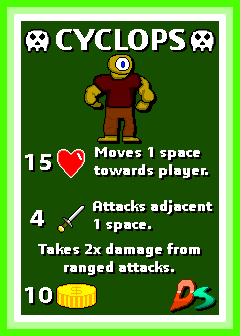 CYCLOPS
15 Moves 1 space
towards player.
4 Attacks adjacent
1 space.
Takes 2x damage from
ranged attacks.
10 DS